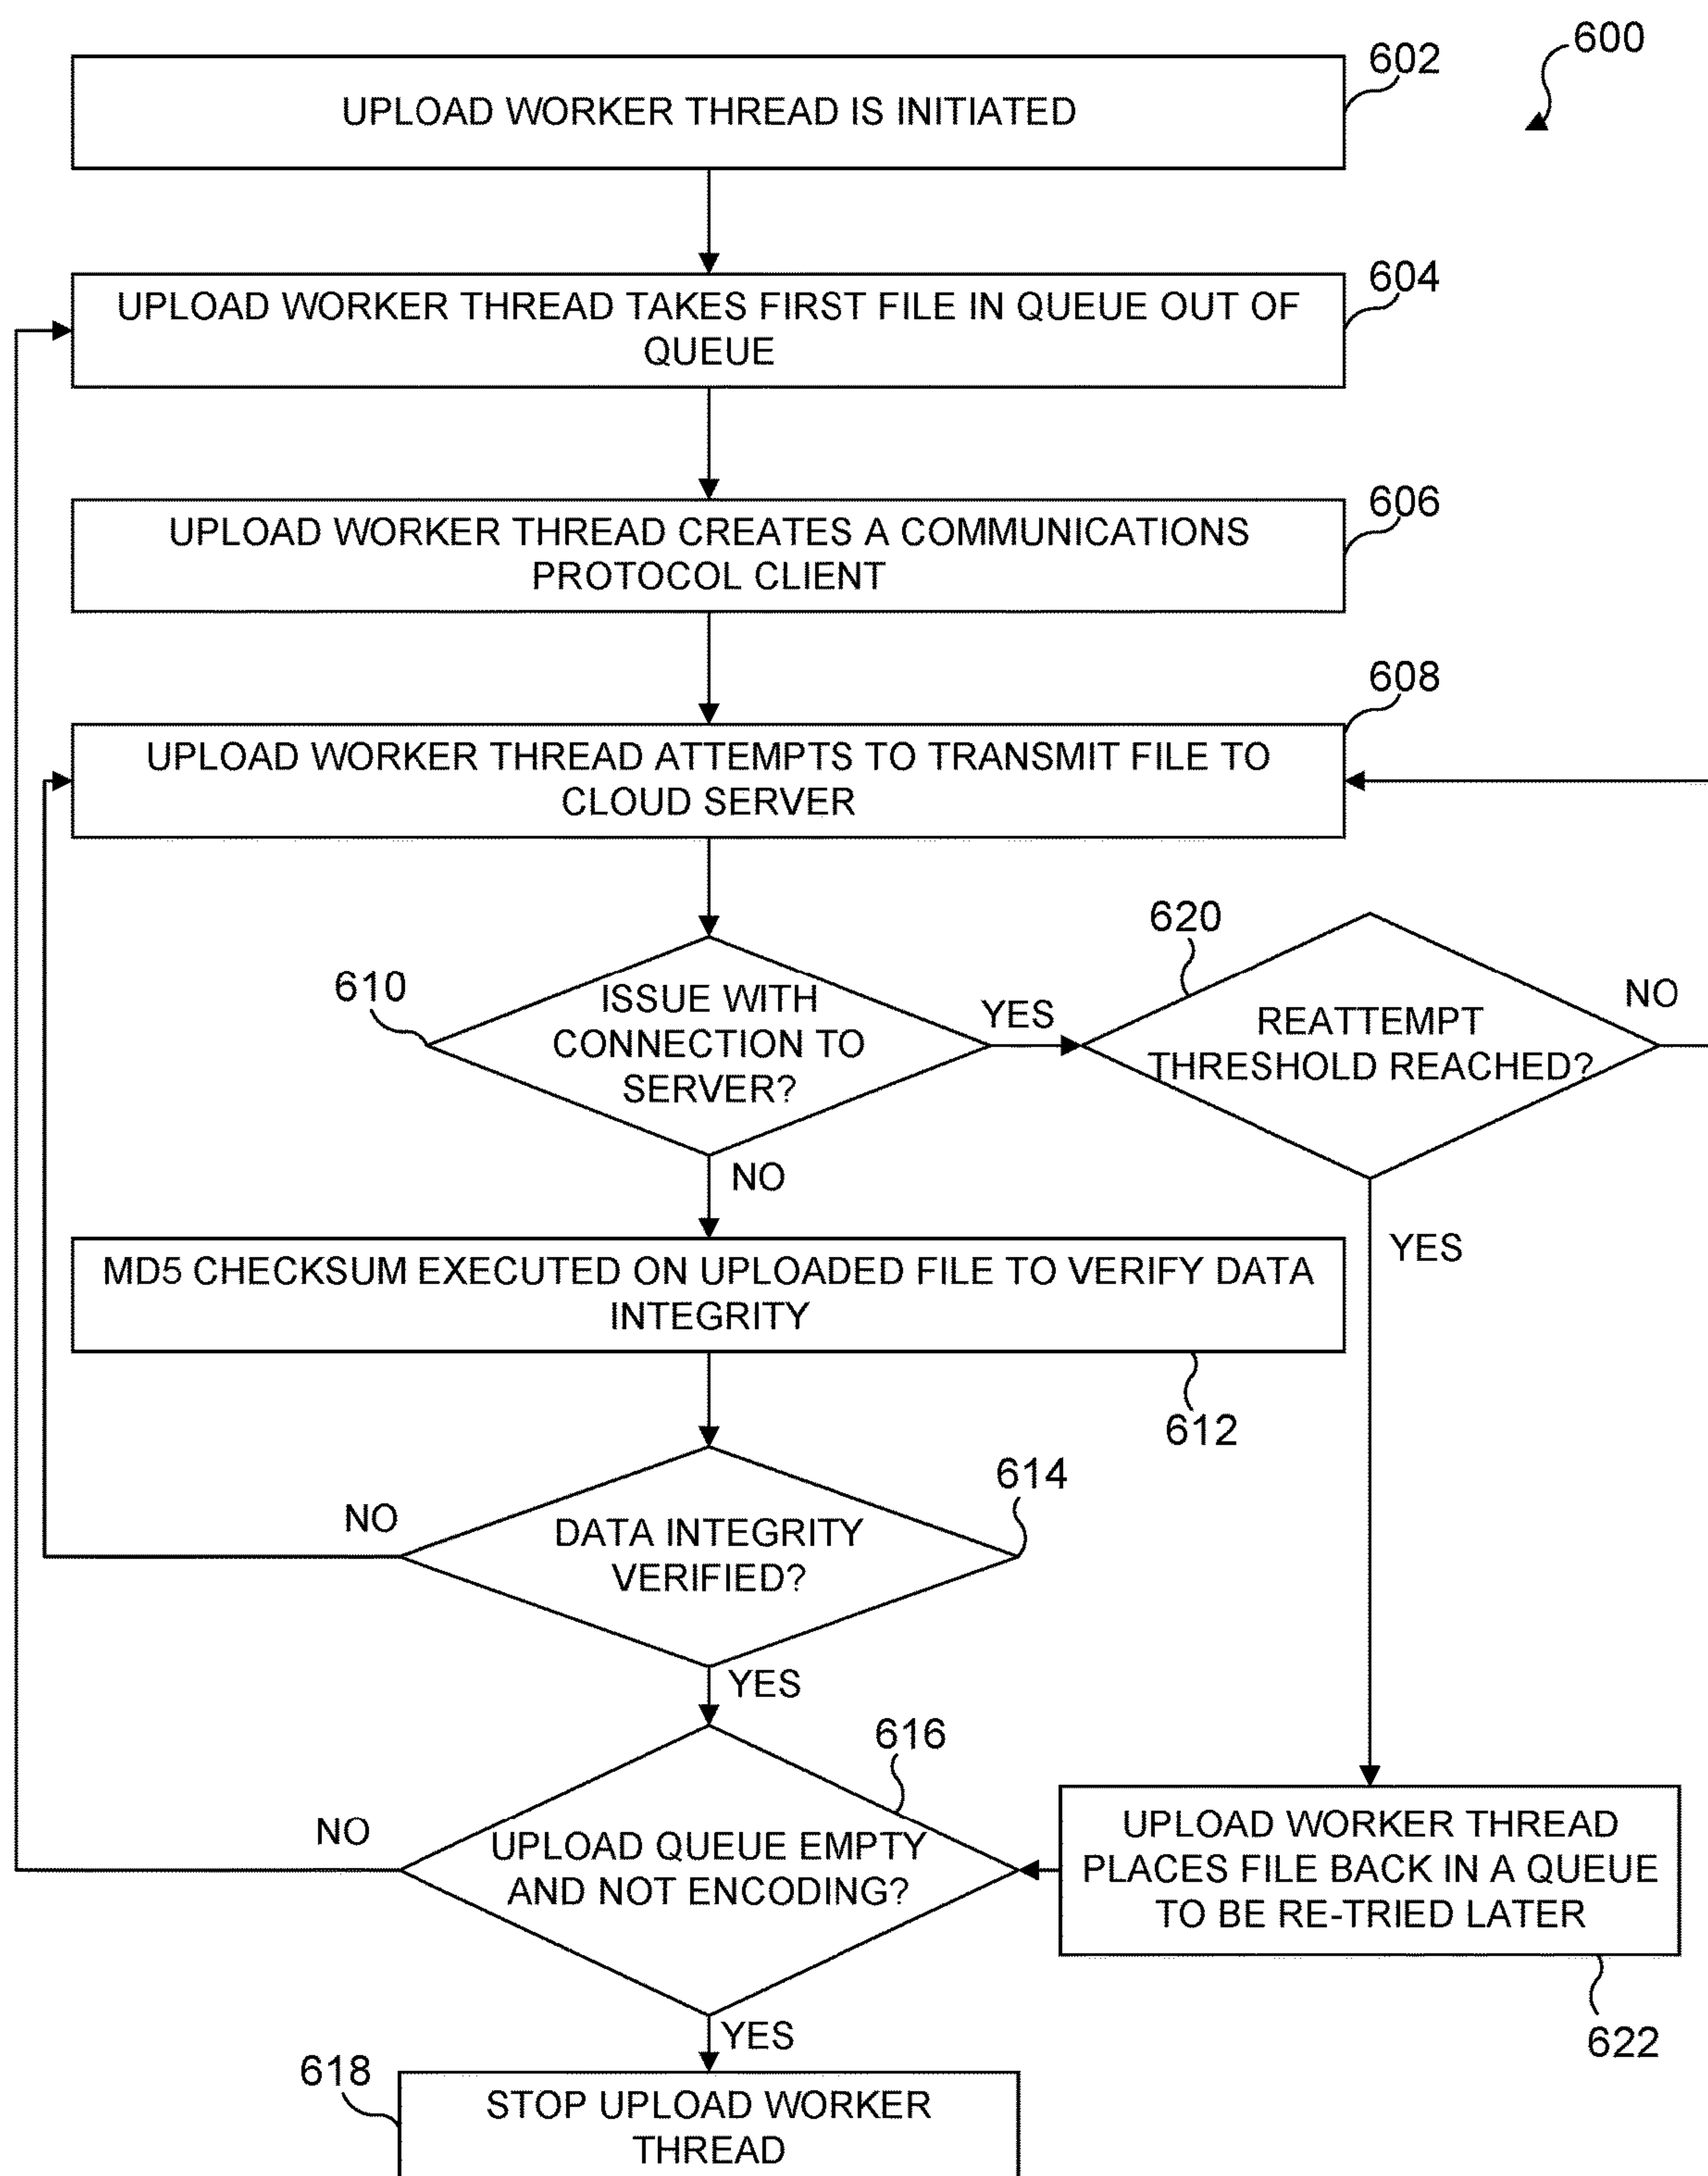 600
602
UPLOAD WORKER THREAD IS INITIATED
604
UPLOAD WORKER THREAD TAKES FIRST FILE IN QUEUE OUT OF
QUEUE
606
UPLOAD WORKER THREAD CREATES A COMMUNICATIONS
PROTOCOL CLIENT
608
UPLOAD WORKER THREAD ATTEMPTS TO TRANSMIT FILE TO
CLOUD SERVER
610
ISSUE WITH
CONNECTION TO
SERVER?
YES
620
REATTEMPT
THRESHOLD REACHED?
NO
NO
YES
MD5 CHECKSUM EXECUTED ON UPLOADED FILE TO VERIFY DATA
INTEGRITY
612
614
DATA INTEGRITY
VERIFIED?
NO
YES
616
UPLOAD QUEUE EMPTY
AND NOT ENCODING?
NO
UPLOAD WORKER THREAD
PLACES FILE BACK IN A QUEUE
TO BE RE-TRIED LATER
622
YES
618
STOP UPLOAD WORKER
THREAD